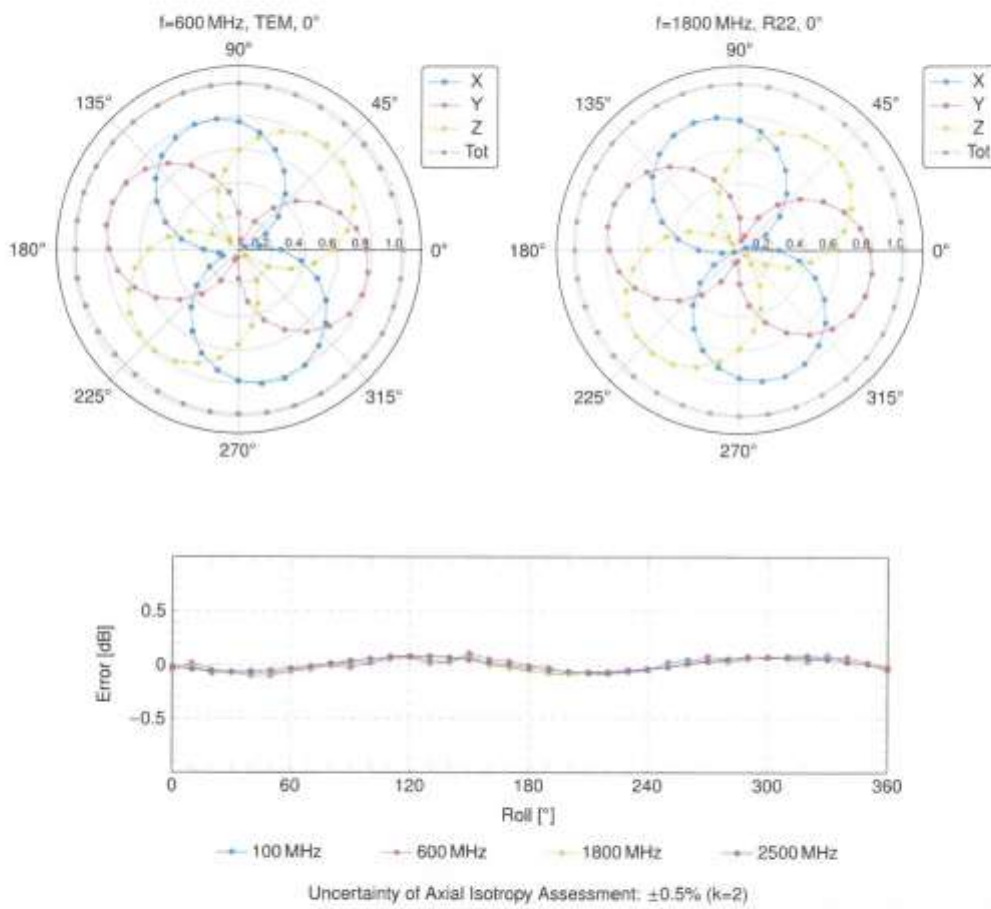 f=600 MHz, TEM, 0°
90°
135°
45°
180°
0.2 0.4 0.6 0.8 1.0
0°
225°
315°
270°
X
Y
Z
Tot
f=1800 MHz, R22, 0°
90°
135°
45°
180°
0.2 0.4 0.6 0.8 1.0
0°
225°
315°
270°
X
Y
Z
Tot
Error [dB]
0.5
0
−0.5
0 60 120 180 240 300 360
Roll [°]
100 MHz 600 MHz 1800 MHz 2500 MHz
Uncertainty of Axial Isotropy Assessment: ±0.5% (k=2)